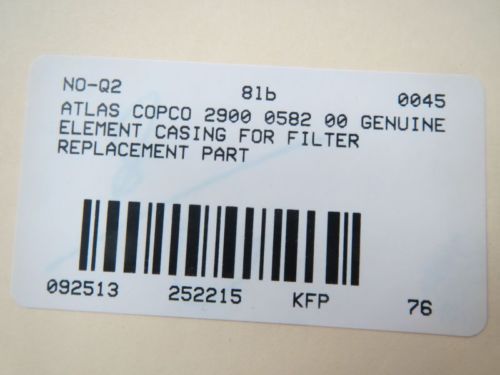 NO-Q2 8lb 0045
ATLAS COPCO 2900 0582 00 GENUINE
ELEMENT CASING FOR FILTER
REPLACEMENT PART
092513 252215 KFP 76